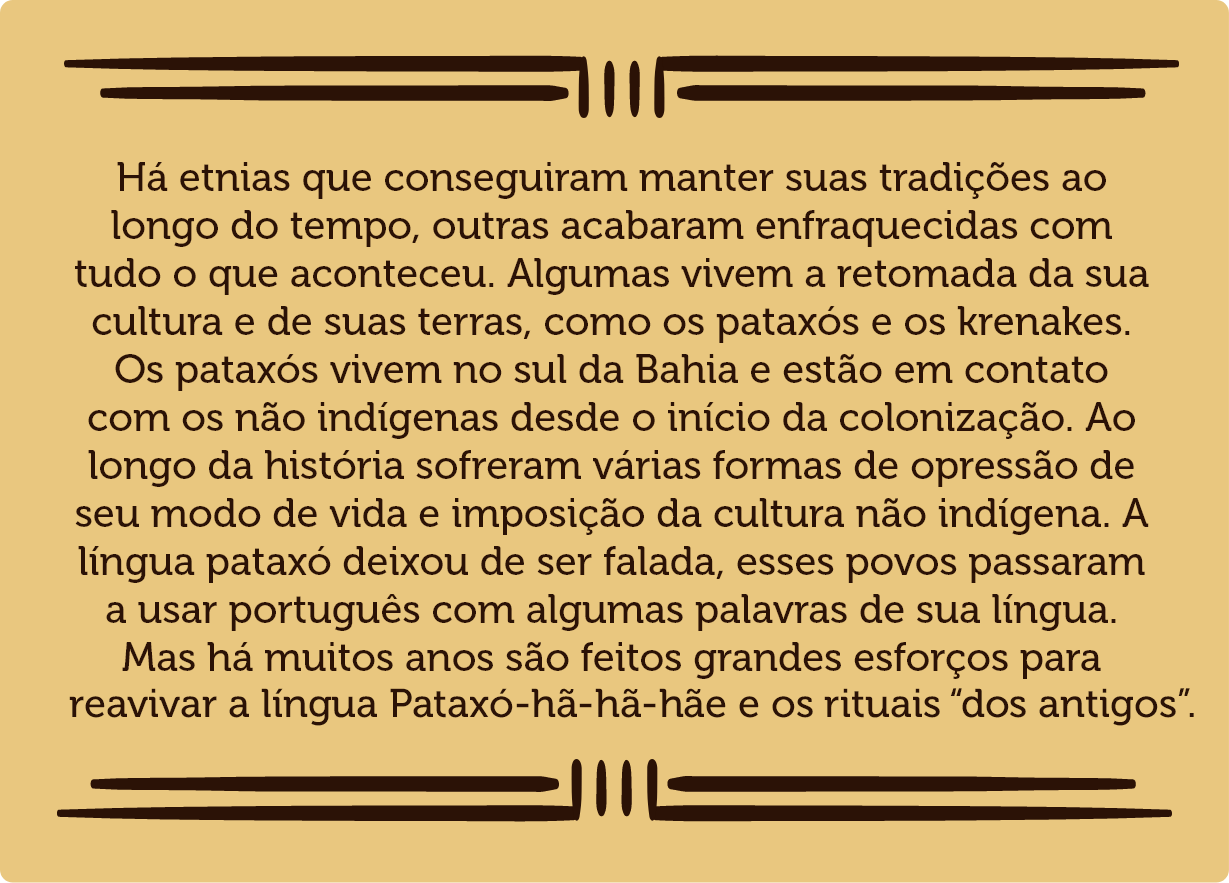 Há etnias que conseguiram manter suas tradições ao
longo do tempo, outras acabaram enfraquecidas com
tudo o que aconteceu. Algumas vivem a retomada da sua
cultura e de suas terras, como os pataxós e os krenakes.
Os pataxós vivem no sul da Bahia e estão em contato
com os não indígenas desde o início da colonização. Ao
longo da história sofreram várias formas de opressão de
seu modo de vida e imposição da cultura não indígena. A
língua pataxó deixou de ser falada, esses povos passaram
a usar português com algumas palavras de sua língua.
Mas há muitos anos são feitos grandes esforços para
reavivar a língua Pataxó-hã-hã-hãe e os rituais “dos antigos”.